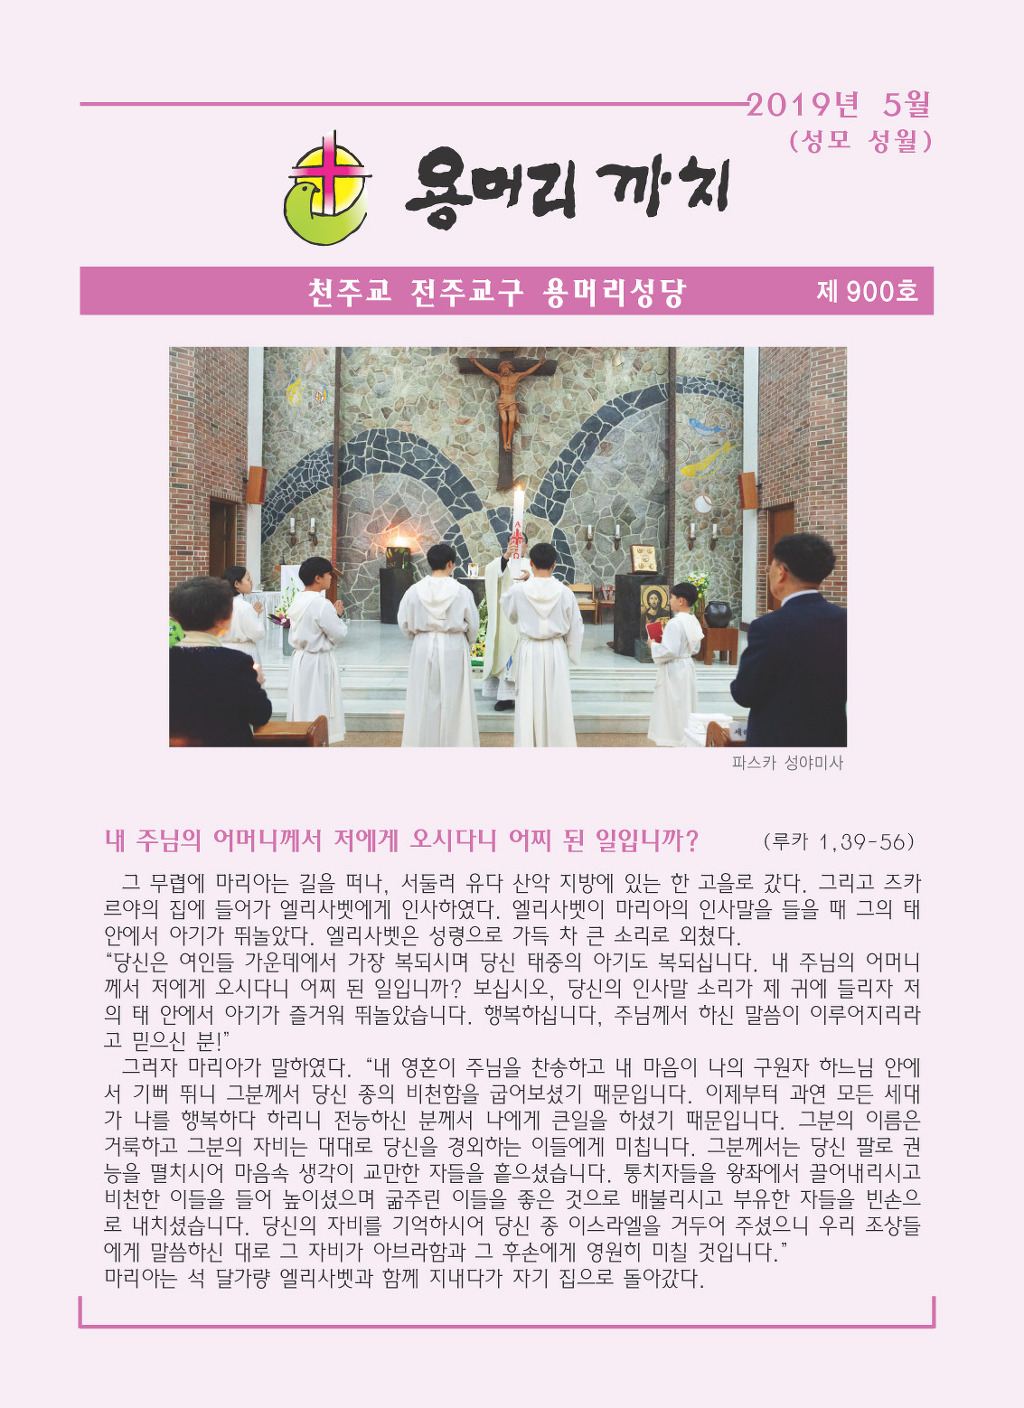 2019년 5월
(성모 성월)
용머리 까치
천주교 전주교구 용머리성당
제 900호
파스카 성야미사
내 주님의 어머니께서 저에게 오시다니 어찌 된 일입니까?
(루카 1,39-56)
그 무렵에 마리아는 길을 떠나, 서둘러 유다 산악 지방에 있는 한 고을로 갔다. 그리고 즈카
르야의 집에 들어가 엘리사벳에게 인사하였다. 엘리사벳이 마리아의 인사말을 들을 때 그의 태
안에서 아기가 뛰놀았다. 엘리사벳은 성령으로 가득 차 큰 소리로 외쳤다.
“당신은 여인들 가운데에서 가장 복되시며 당신 태중의 아기도 복되십니다. 내 주님의 어머니
께서 저에게 오시다니 어찌 된 일입니까? 보십시오, 당신의 인사말 소리가 제 귀에 들리자 저
의 태 안에서 아기가 즐거워 뛰놀았습니다. 행복하십니다, 주님께서 하신 말씀이 이루어지리라
고 믿으신 분!”
그러자 마리아가 말하였다. “내 영혼이 주님을 찬송하고 내 마음이 나의 구원자 하느님 안에
서 기뻐 뛰니 그분께서 당신 종의 비천함을 굽어보셨기 때문입니다. 이제부터 과연 모든 세대
가 나를 행복하다 하리니 전능하신 분께서 나에게 큰일을 하셨기 때문입니다. 그분의 이름은
거룩하고 그분의 자비는 대대로 당신을 경외하는 이들에게 미칩니다. 그분께서는 당신 팔로 권
능을 떨치시어 마음속 생각이 교만한 자들을 흩으셨습니다. 통치자들을 왕좌에서 끌어내리시고
비천한 이들을 들어 높이셨으며 굶주린 이들을 좋은 것으로 배불리시고 부유한 자들을 빈손으
로 내치셨습니다. 당신의 자비를 기억하시어 당신 종 이스라엘을 거두어 주셨으니 우리 조상들
에게 말씀하신 대로 그 자비가 아브라함과 그 후손에게 영원히 미칠 것입니다.”
마리아는 석 달가량 엘리사벳과 함께 지내다가 자기 집으로 돌아갔다.